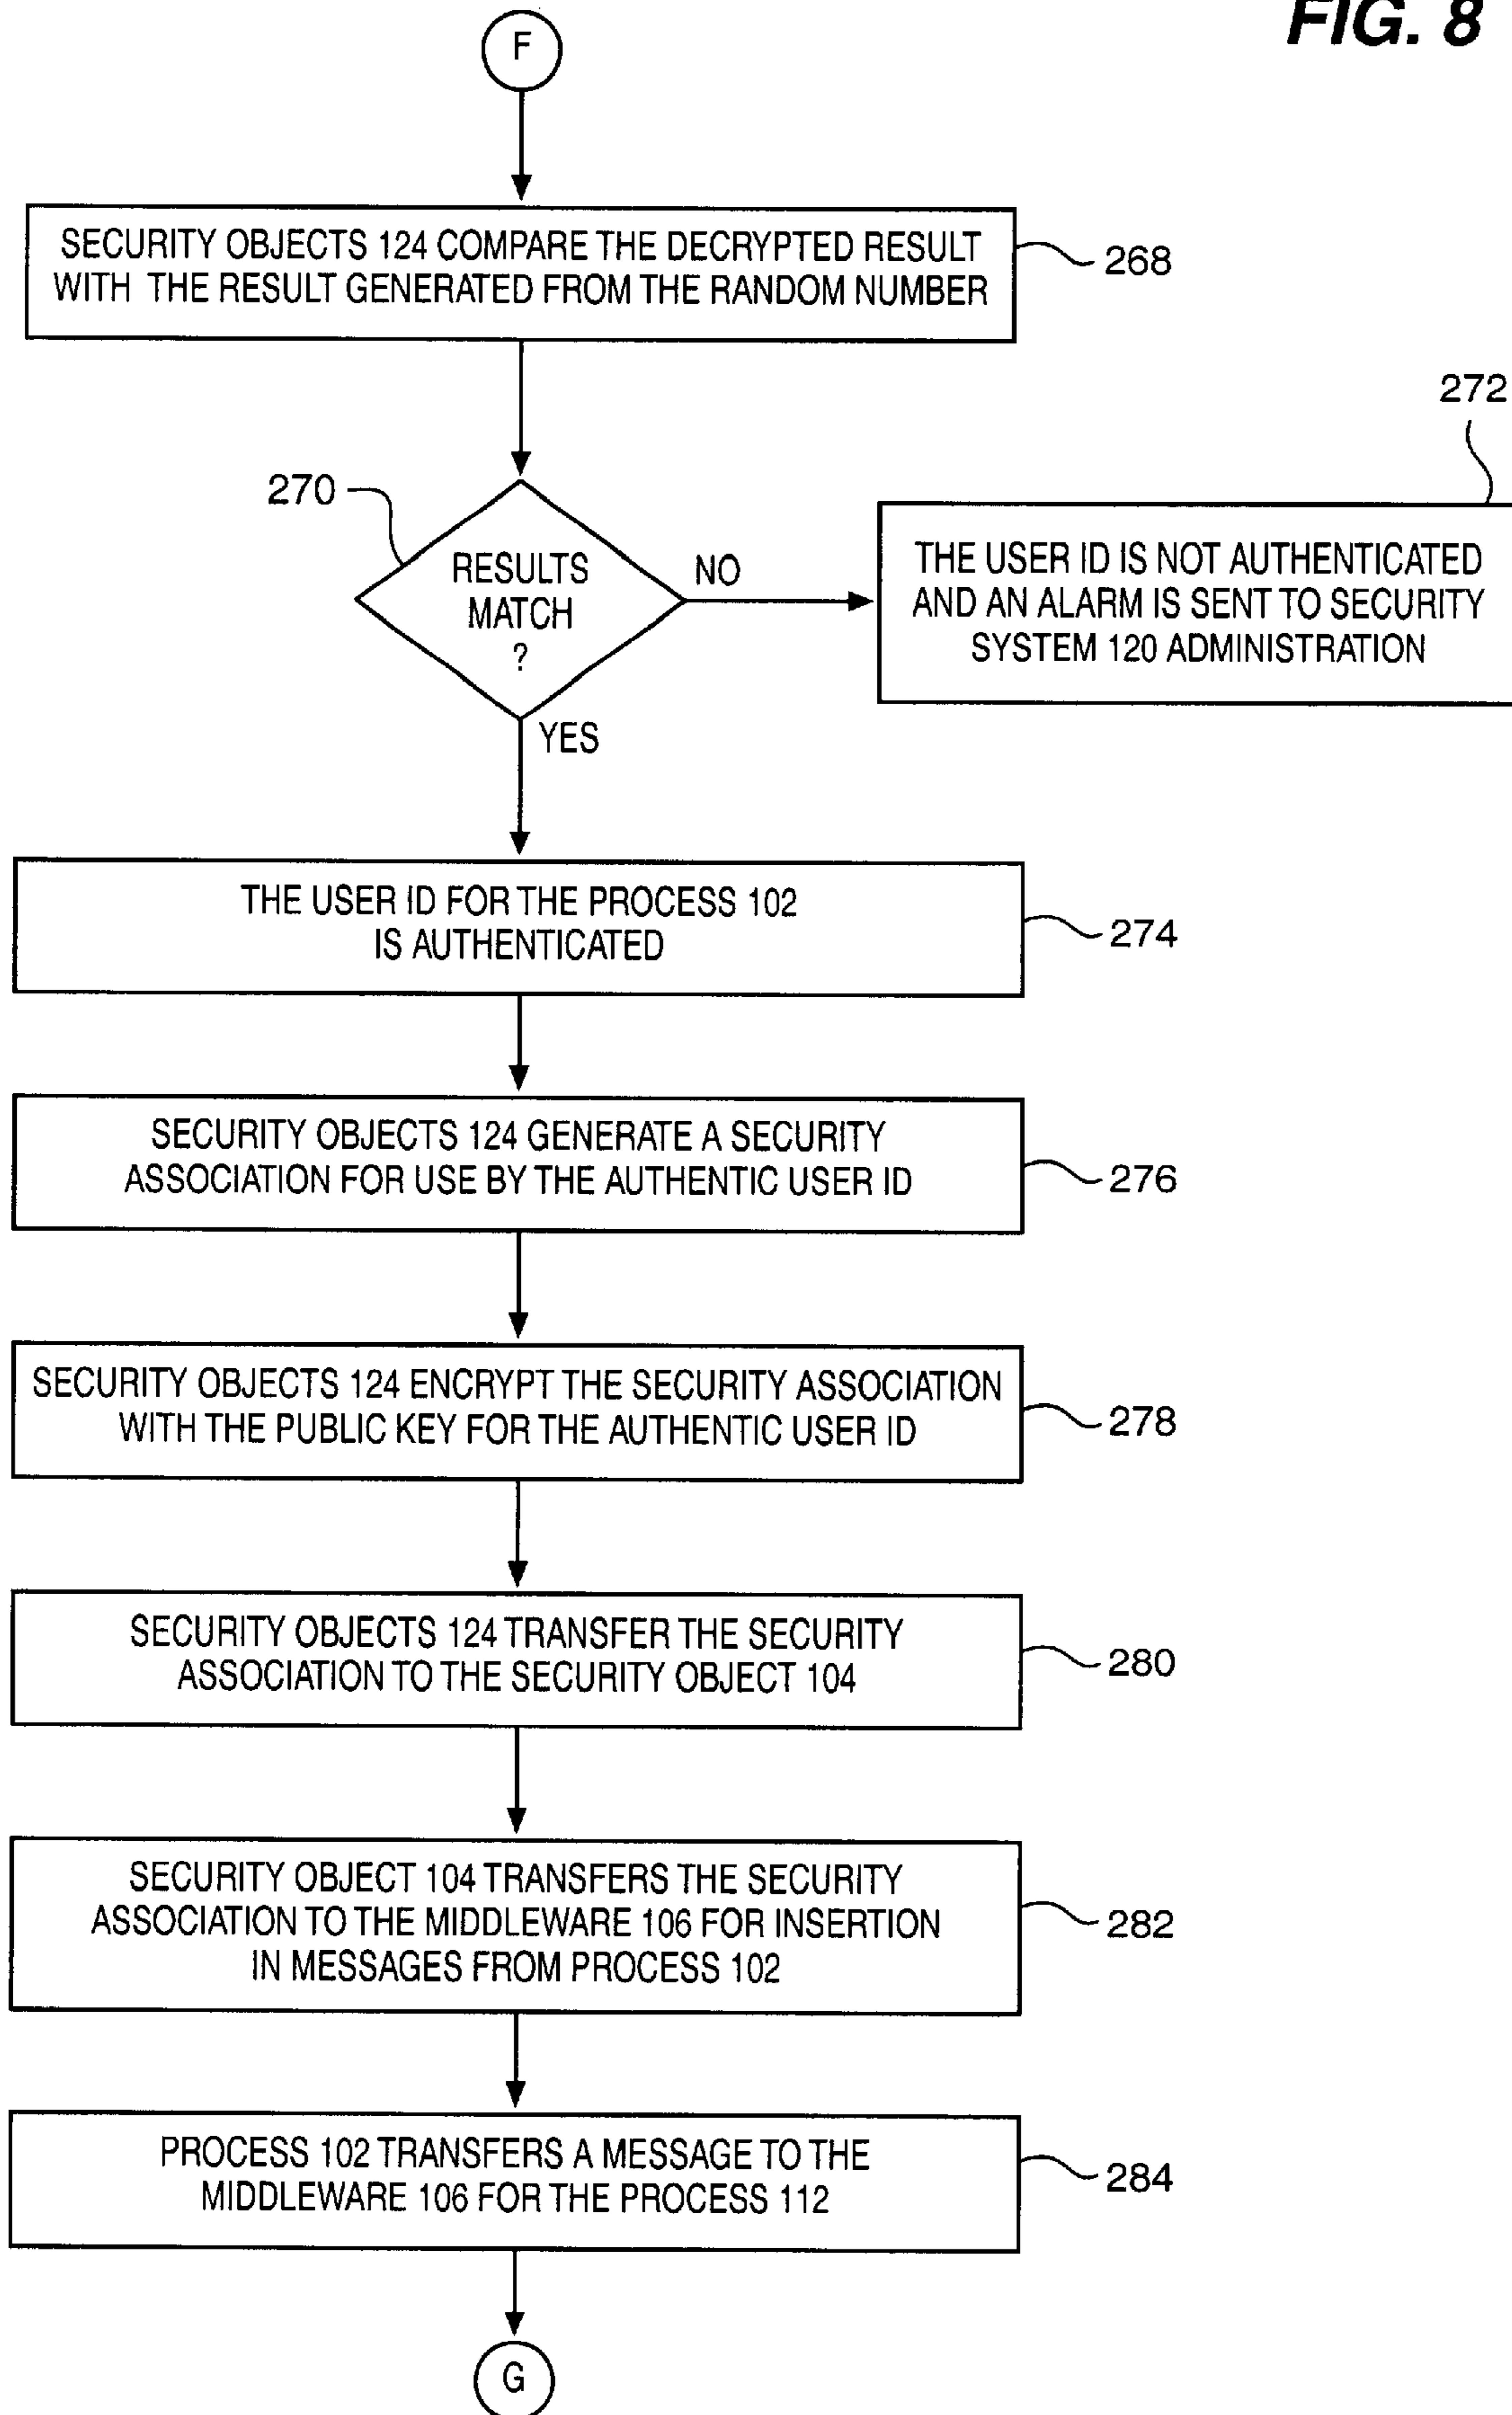 FIG. 8
F
SECURITY OBJECTS 124 COMPARE THE DECRYPTED RESULT
WITH THE RESULT GENERATED FROM THE RANDOM NUMBER
268
272
270
RESULTS
MATCH
?
NO
THE USER ID IS NOT AUTHENTICATED
AND AN ALARM IS SENT TO SECURITY
SYSTEM 120 ADMINISTRATION
YES
THE USER ID FOR THE PROCESS 102
IS AUTHENTICATED
274
SECURITY OBJECTS 124 GENERATE A SECURITY
ASSOCIATION FOR USE BY THE AUTHENTIC USER ID
276
SECURITY OBJECTS 124 ENCRYPT THE SECURITY ASSOCIATION
WITH THE PUBLIC KEY FOR THE AUTHENTIC USER ID
278
SECURITY OBJECTS 124 TRANSFER THE SECURITY
ASSOCIATION TO THE SECURITY OBJECT 104
280
SECURITY OBJECT 104 TRANSFERS THE SECURITY
ASSOCIATION TO THE MIDDLEWARE 106 FOR INSERTION
IN MESSAGES FROM PROCESS 102
282
PROCESS 102 TRANSFERS A MESSAGE TO THE
MIDDLEWARE 106 FOR THE PROCESS 112
284
G